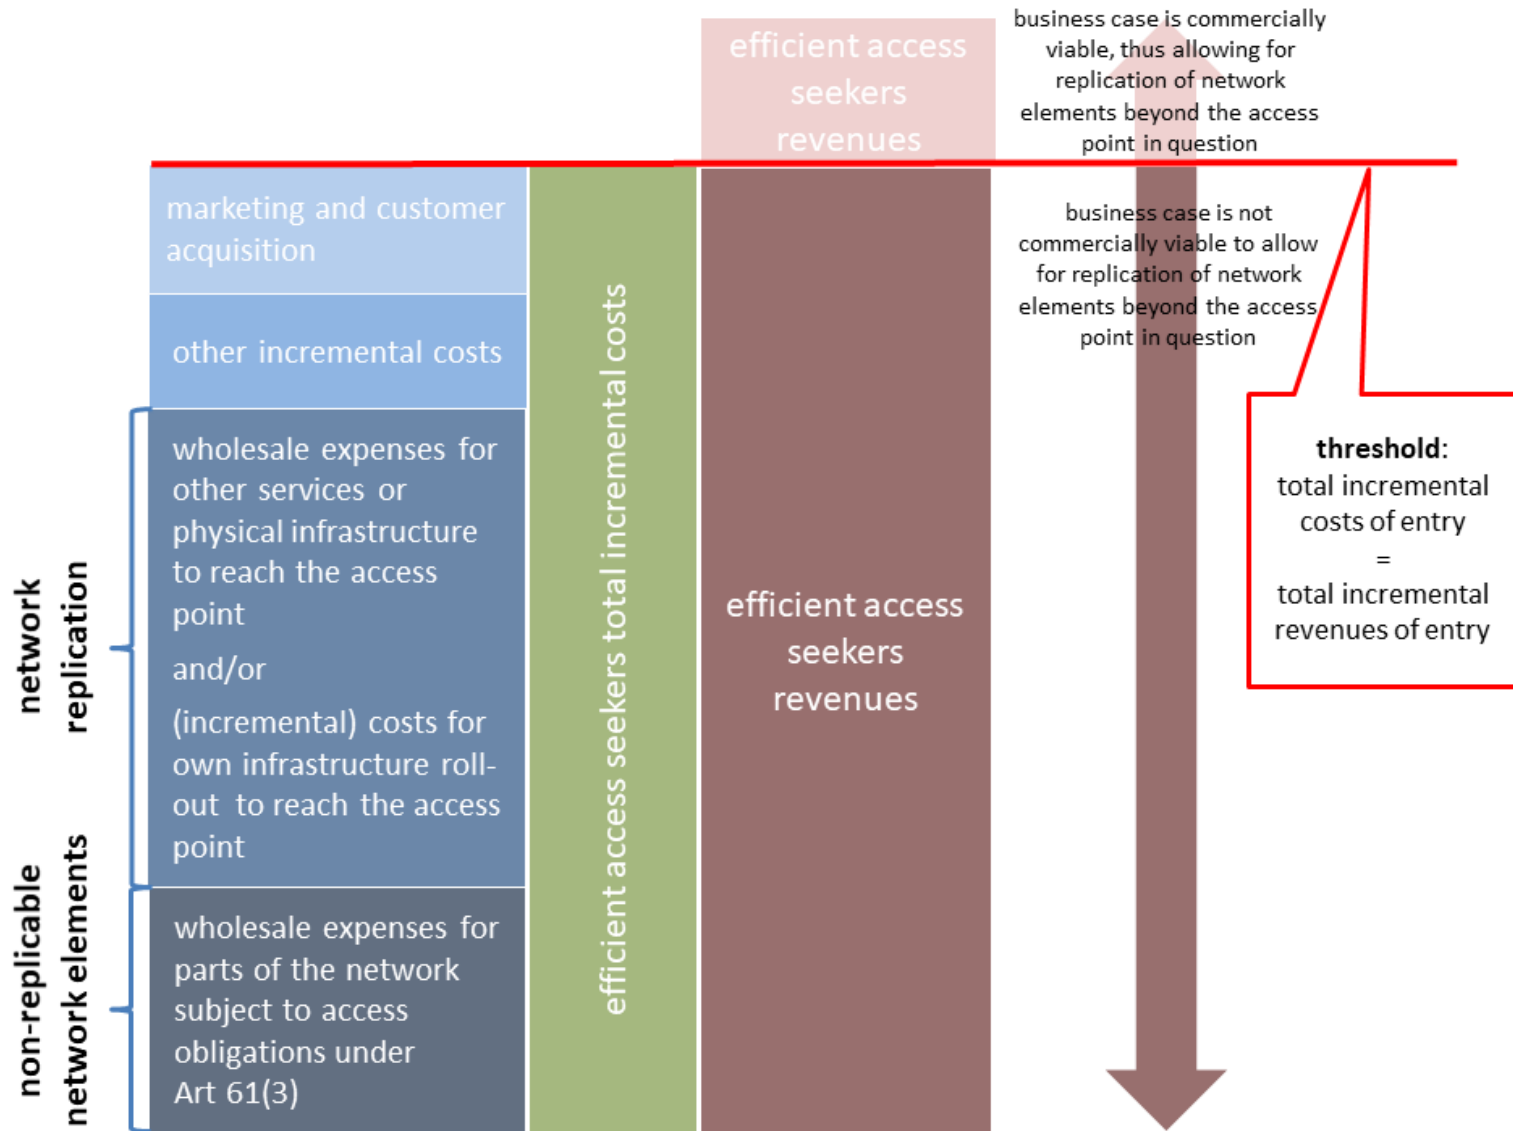 efficient access
seekers
revenues
business case is commercially
viable, thus allowing for
replication of network
elements beyond the access
point in question
marketing and customer
acquisition
other incremental costs
network
replication
wholesale expenses for
other services or
physical infrastructure
to reach the access
point
and/or
(incremental) costs for
own infrastructure roll-
out to reach the access
point
non-replicable
network elements
wholesale expenses for
parts of the network
subject to access
obligations under
Art 61(3)
efficient access seekers total incremental costs
efficient access
seekers
revenues
business case is not
commercially viable to allow
for replication of network
elements beyond the access
point in question
threshold:
total incremental
costs of entry
=
total incremental
revenues of entry